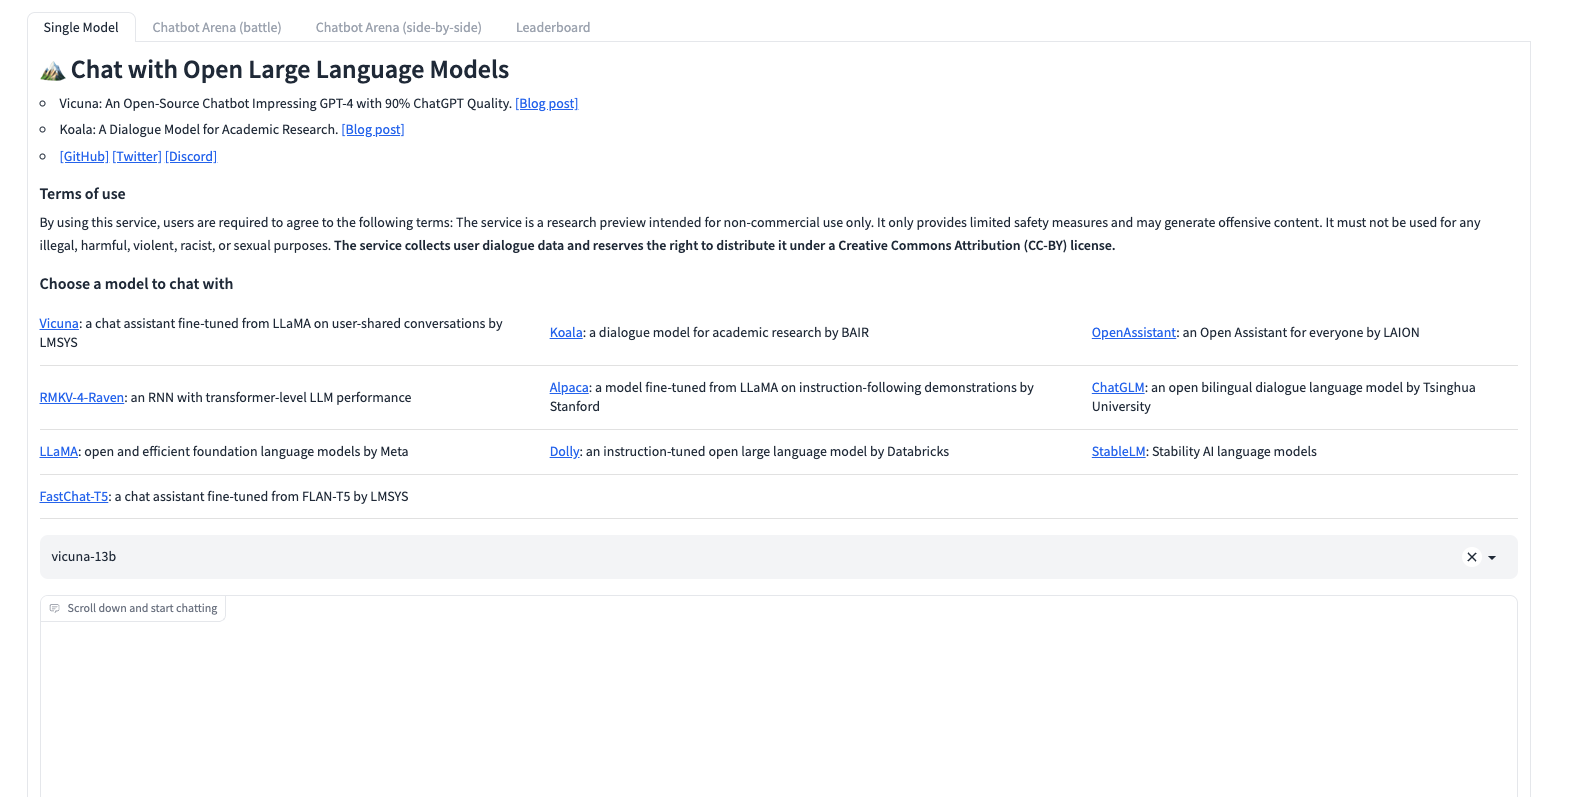 Single Model
Chatbot Arena (battle)
Chatbot Arena (side-by-side)
Leaderboard
Chat with Open Large Language Models
Vicuna: An Open-Source Chatbot Impressing GPT-4 with 90% ChatGPT Quality. [Blog post]
Koala: A Dialogue Model for Academic Research. [Blog post]
[GitHub] [Twitter] [Discord]
Terms of use
By using this service, users are required to agree to the following terms: The service is a research preview intended for non-commercial use only. It only provides limited safety measures and may generate offensive content. It must not be used for any
illegal, harmful, violent, racist, or sexual purposes. The service collects user dialogue data and reserves the right to distribute it under a Creative Commons Attribution (CC-BY) license.
Choose a model to chat with
Vicuna: a chat assistant fine-tuned from LLaMA on user-shared conversations by
LMSYS
Koala: a dialogue model for academic research by BAIR
OpenAssistant: an Open Assistant for everyone by LAION
RMKV-4-Raven: an RNN with transformer-level LLM performance
Alpaca: a model fine-tuned from LLaMA on instruction-following demonstrations by
Stanford
ChatGLM: an open bilingual dialogue language model by Tsinghua
University
LLaMA: open and efficient foundation language models by Meta
Dolly: an instruction-tuned open large language model by Databricks
StableLM: Stability AI language models
FastChat-T5: a chat assistant fine-tuned from FLAN-T5 by LMSYS
vicuna-13b
Scroll down and start chatting